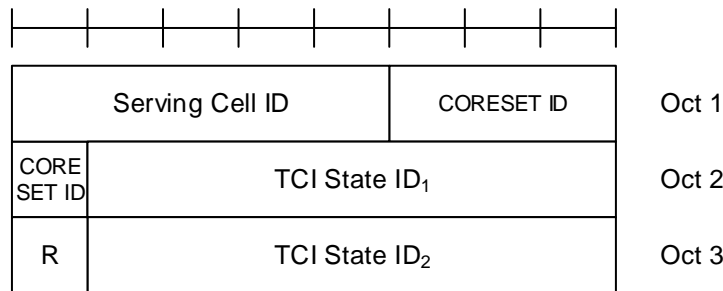 Serving Cell ID CORESET ID Oct 1
CORE
SET ID TCI State ID₁ Oct 2
R TCI State ID₂ Oct 3